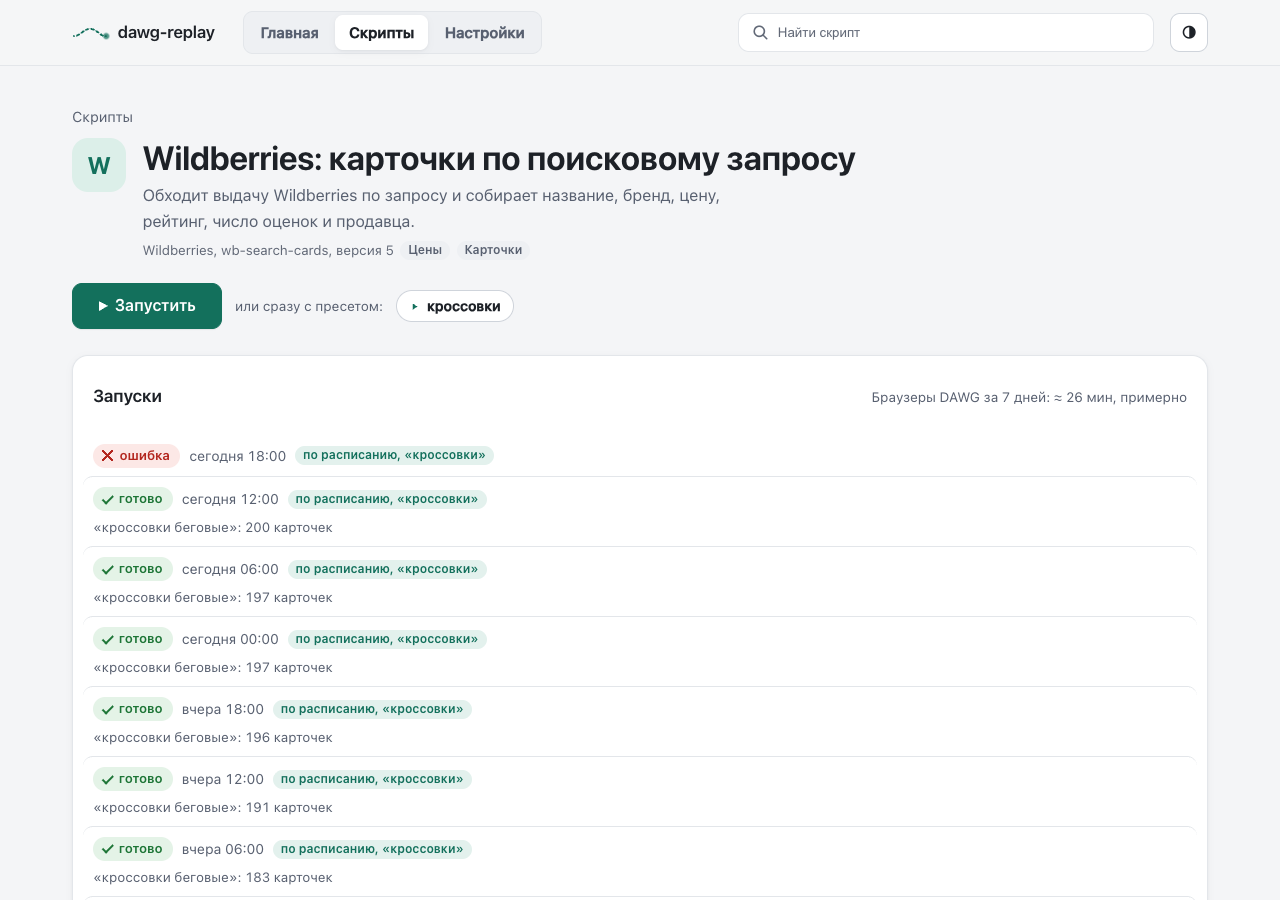 dawg-replay
Главная Скрипты Настройки
Найти скрипт
Скрипты
W
Wildberries: карточки по поисковому запросу
Обходит выдачу Wildberries по запросу и собирает название, бренд, цену,
рейтинг, число оценок и продавца.
Wildberries, wb-search-cards, версия 5 Цены Карточки
Запустить или сразу с пресетом: кроссовки
Запуски Браузеры DAWG за 7 дней: ≈ 26 мин, примерно
ошибка сегодня 18:00 по расписанию, «кроссовки»
готово сегодня 12:00 по расписанию, «кроссовки»
«кроссовки беговые»: 200 карточек
готово сегодня 06:00 по расписанию, «кроссовки»
«кроссовки беговые»: 197 карточек
готово сегодня 00:00 по расписанию, «кроссовки»
«кроссовки беговые»: 197 карточек
готово вчера 18:00 по расписанию, «кроссовки»
«кроссовки беговые»: 196 карточек
готово вчера 12:00 по расписанию, «кроссовки»
«кроссовки беговые»: 191 карточек
готово вчера 06:00 по расписанию, «кроссовки»
«кроссовки беговые»: 183 карточек